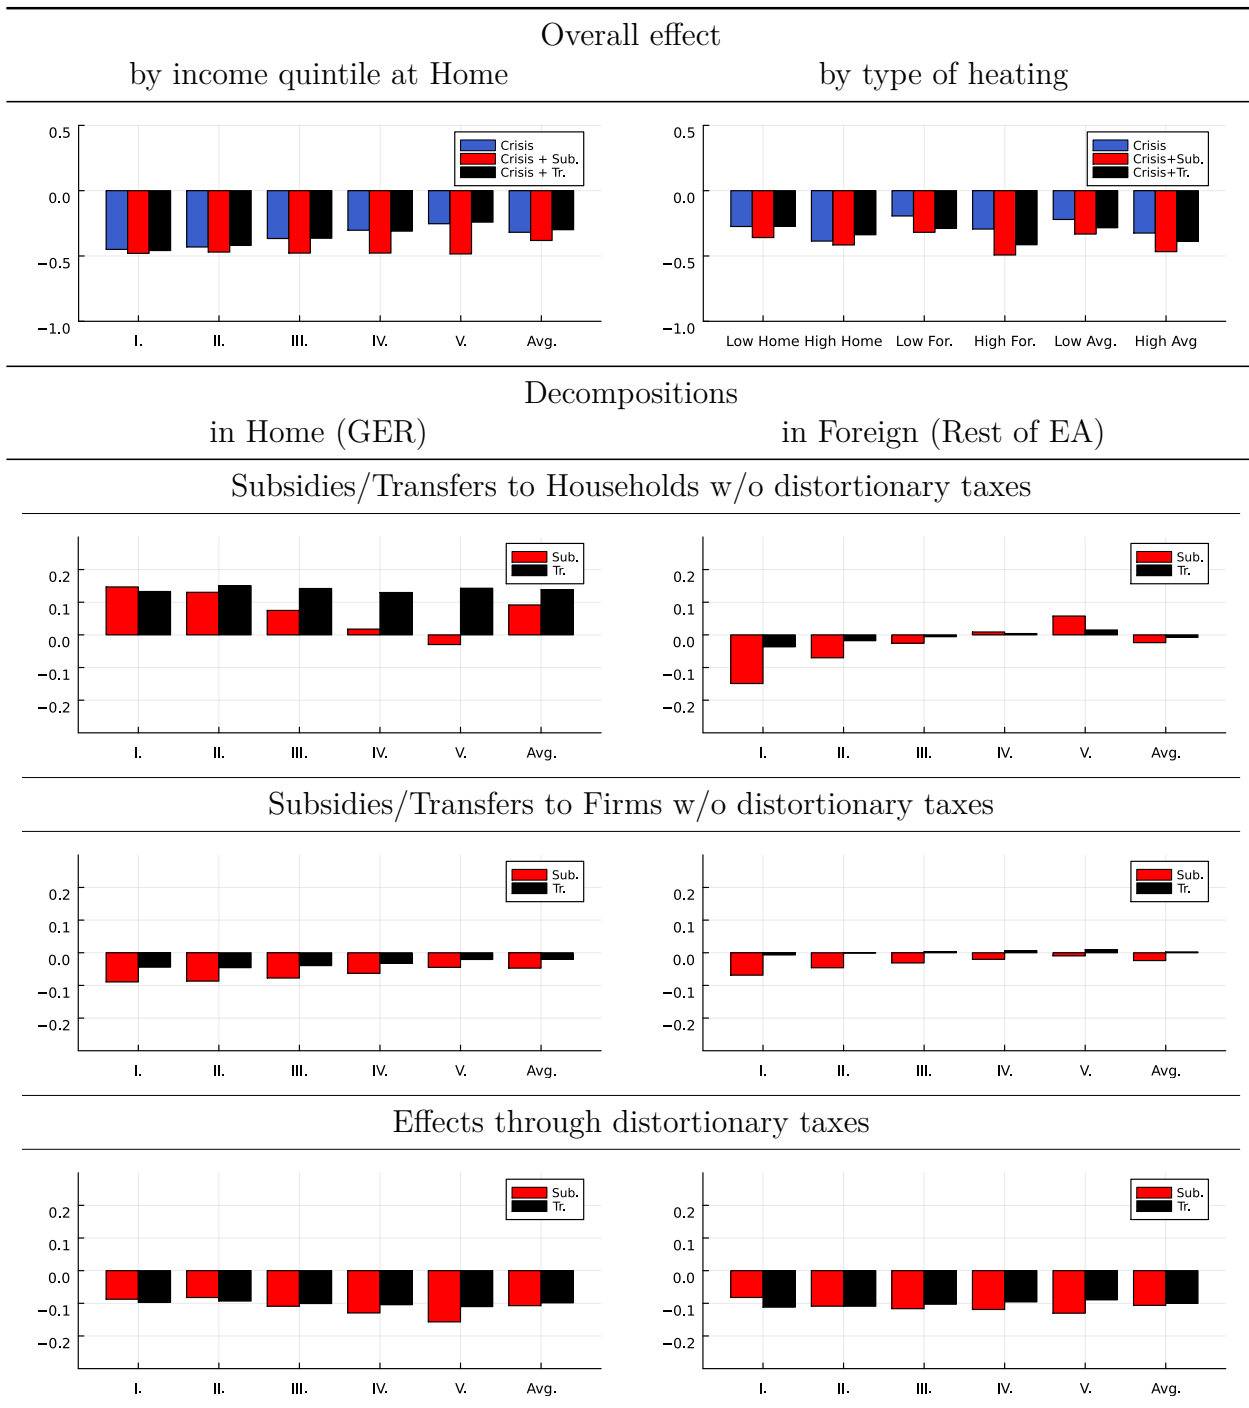 Overall effect
by income quintile at Home
by type of heating
0.5
0.0
−0.5
−1.0
Crisis
Crisis + Sub.
Crisis + Tr.
I. II. III. IV. V. Avg.
0.5
0.0
−0.5
−1.0
Crisis
Crisis+Sub.
Crisis+Tr.
Low Home High Home Low For. High For. Low Avg. High Avg
Decompositions
in Home (GER)
in Foreign (Rest of EA)
Subsidies/Transfers to Households w/o distortionary taxes
0.2
0.1
0.0
−0.1
−0.2
Sub.
Tr.
I. II. III. IV. V. Avg.
0.2
0.1
0.0
−0.1
−0.2
Sub.
Tr.
I. II. III. IV. V. Avg.
Subsidies/Transfers to Firms w/o distortionary taxes
0.2
0.1
0.0
−0.1
−0.2
Sub.
Tr.
I. II. III. IV. V. Avg.
0.2
0.1
0.0
−0.1
−0.2
Sub.
Tr.
I. II. III. IV. V. Avg.
Effects through distortionary taxes
0.2
0.1
0.0
−0.1
−0.2
Sub.
Tr.
I. II. III. IV. V. Avg.
0.2
0.1
0.0
−0.1
−0.2
Sub.
Tr.
I. II. III. IV. V. Avg.